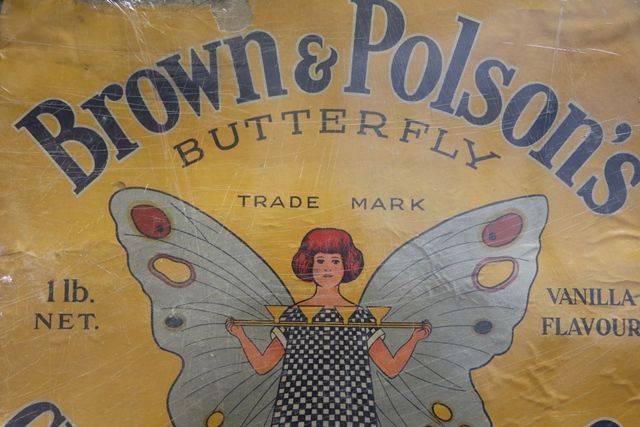 Brown & Polson's
BUTTERFLY
TRADE MARK
1 lb.
NET.
VANILLA
FLAVOUR